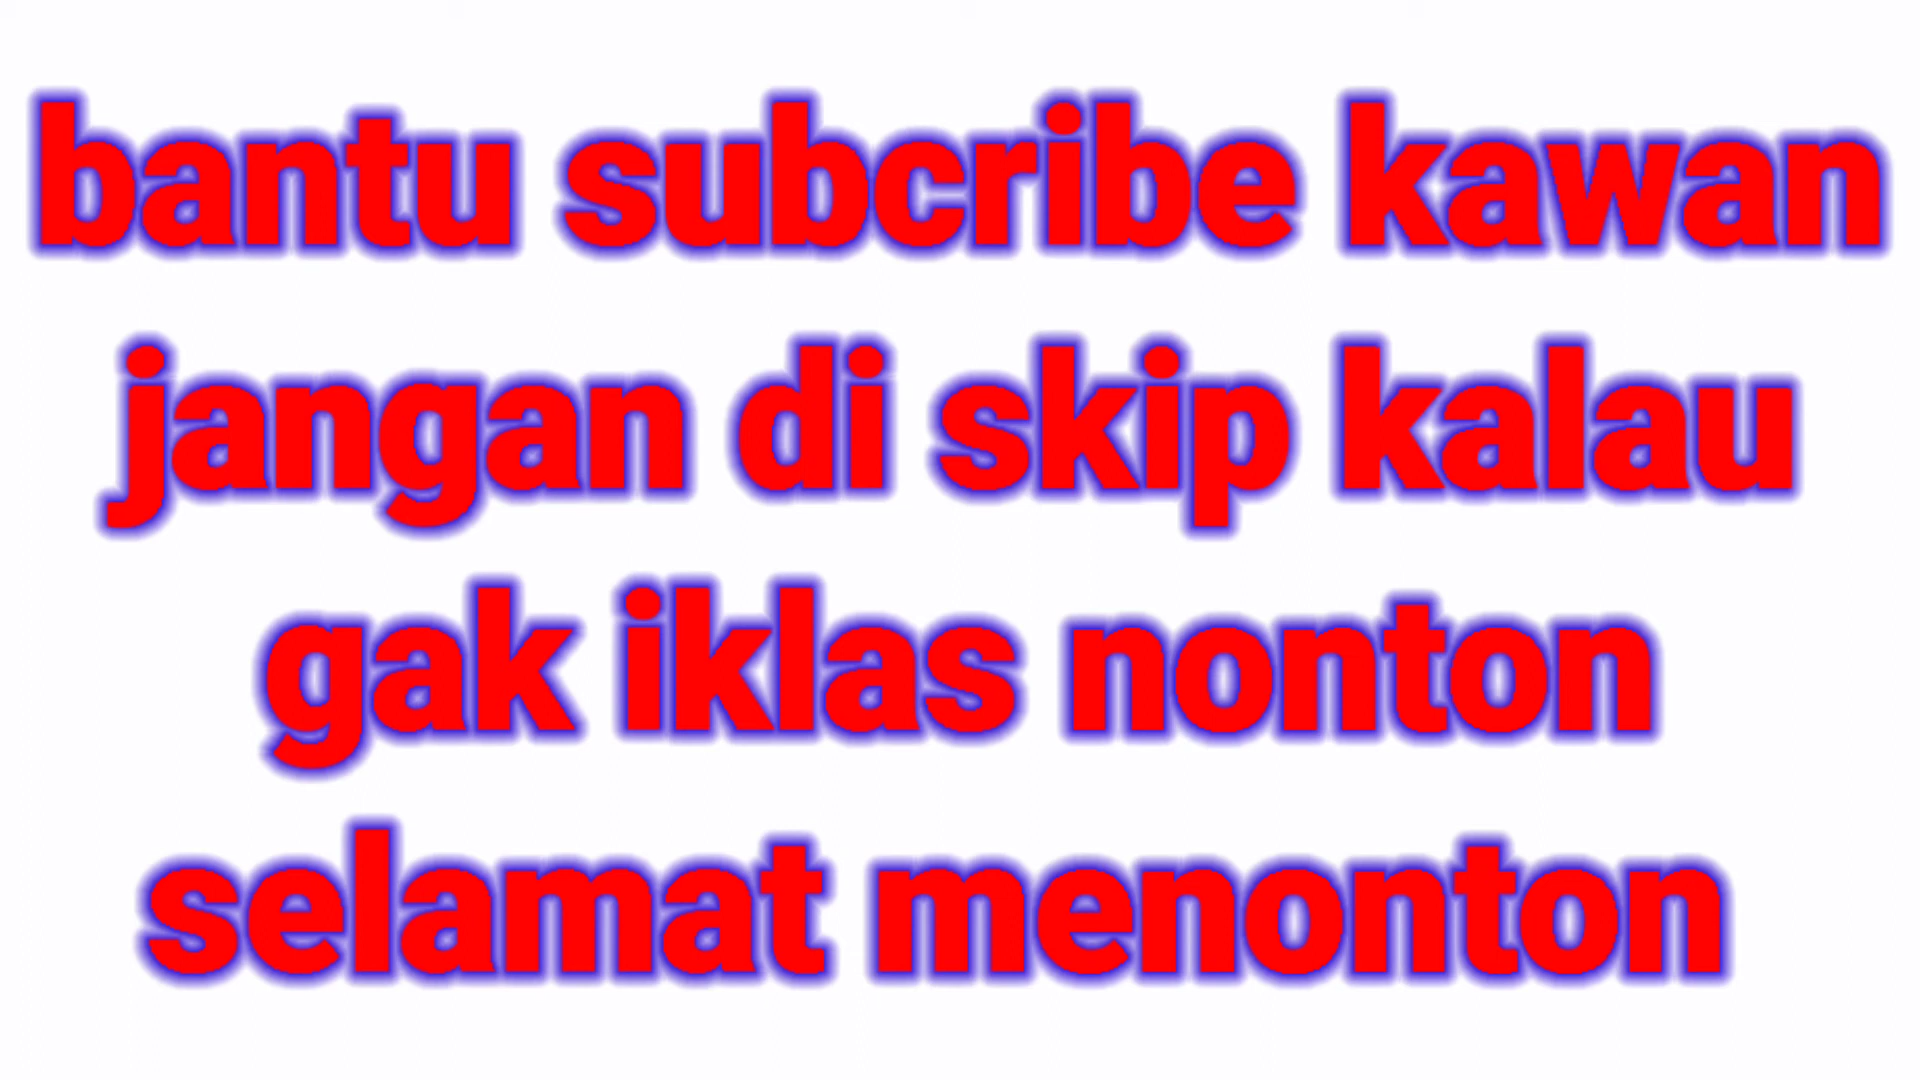 bantu subcribe kawan
jangan di skip kalau
gak iklas nonton
selamat menonton